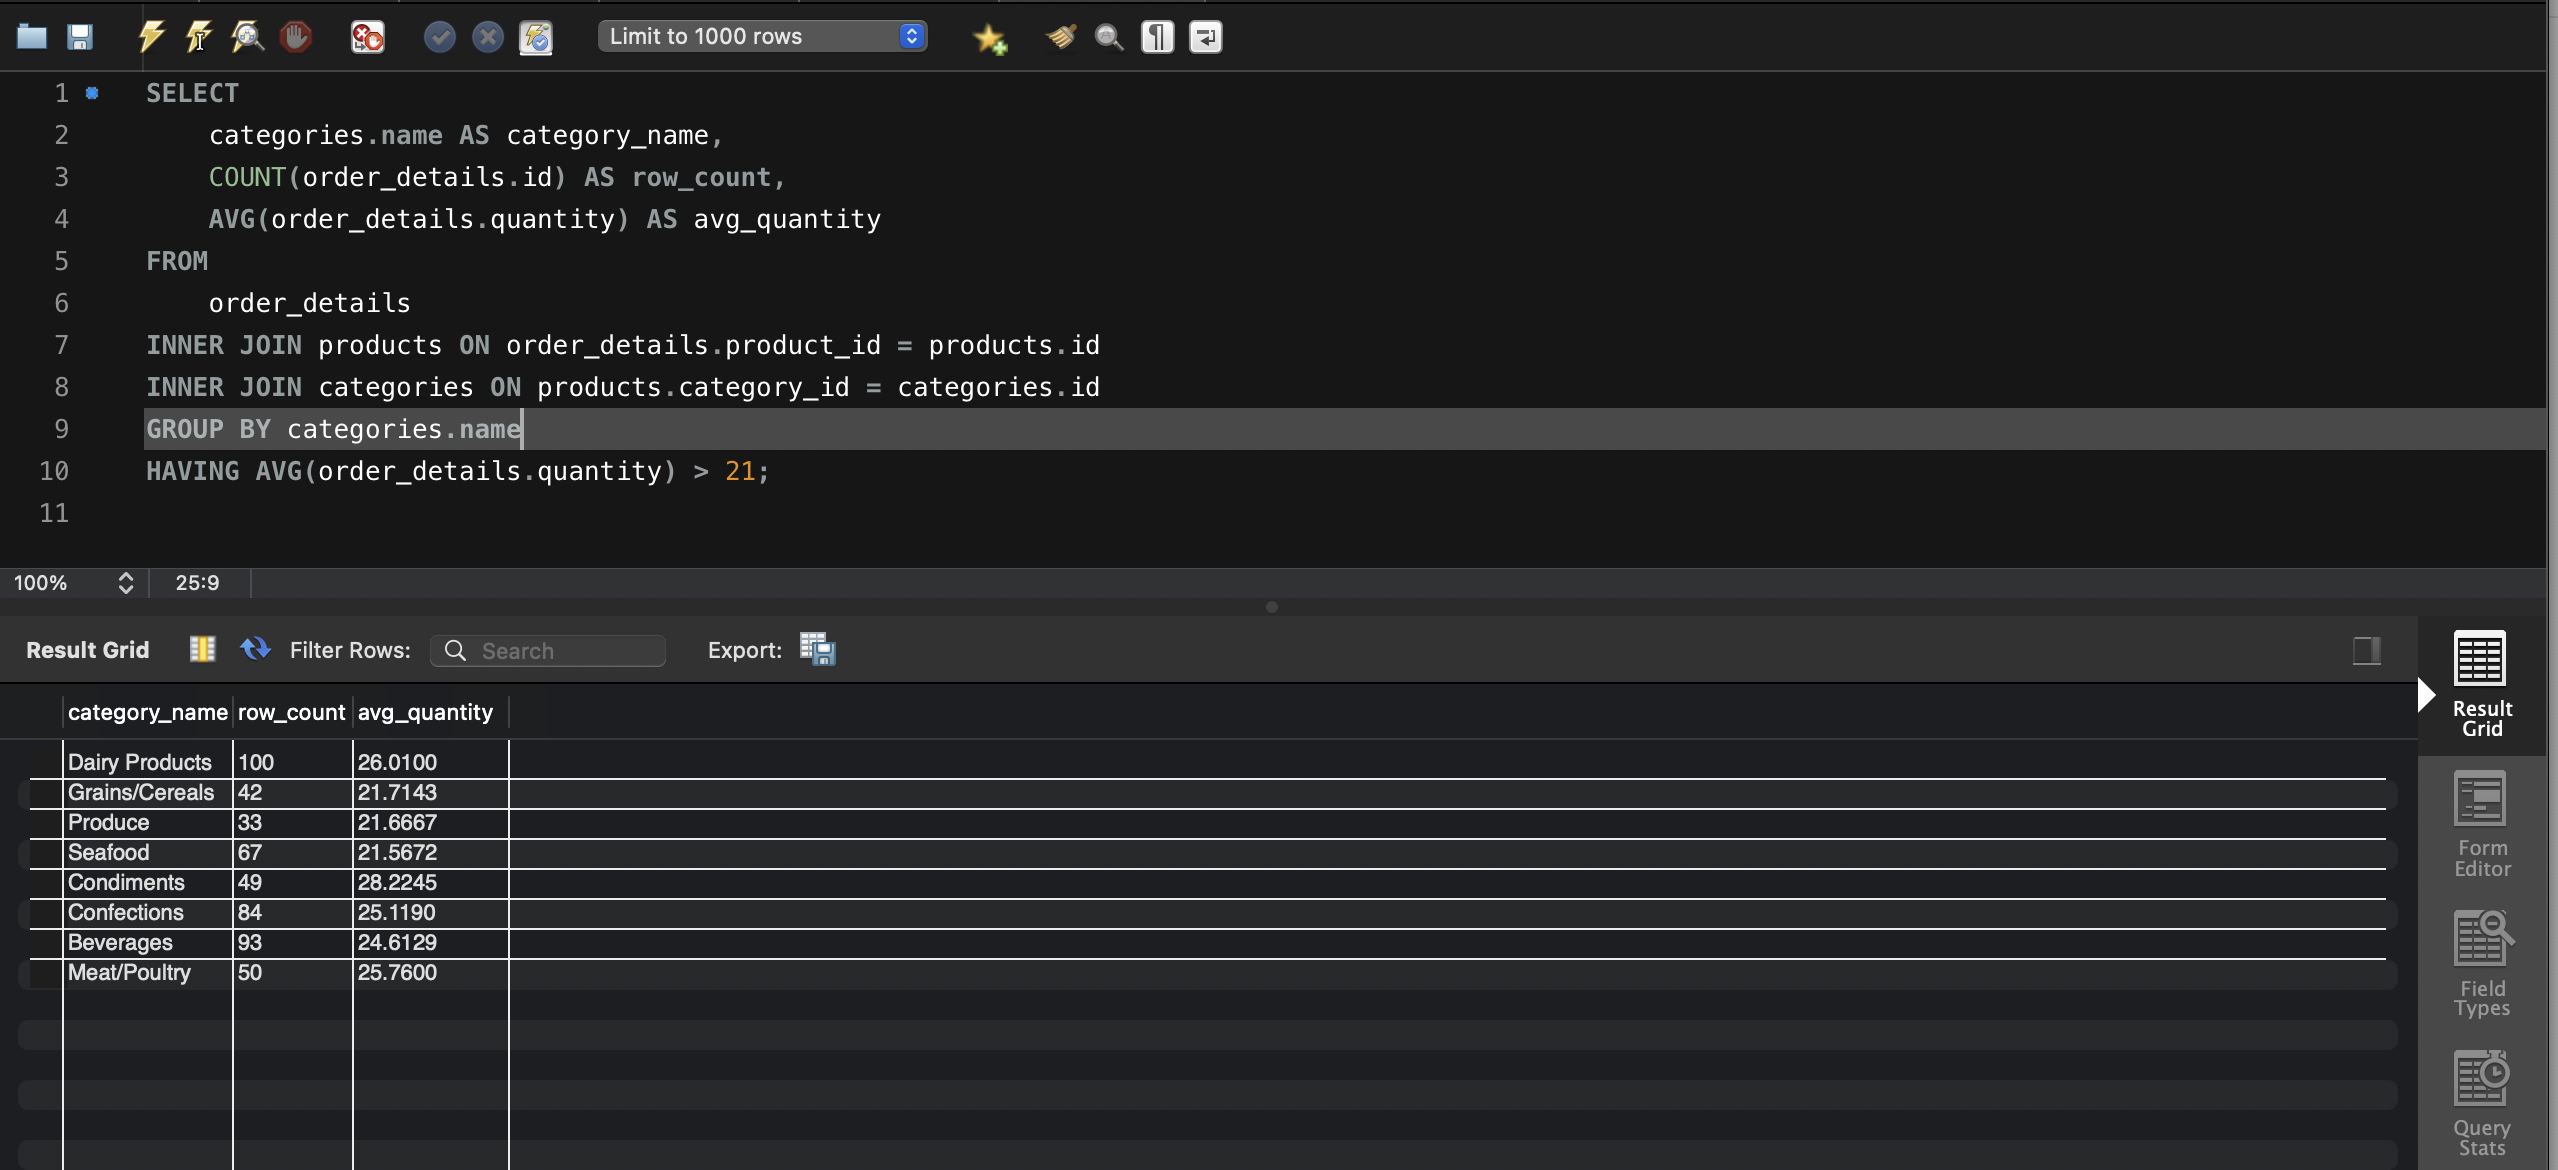 Limit to 1000 rows
1 SELECT
2 categories.name AS category_name,
3 COUNT(order_details.id) AS row_count,
4 AVG(order_details.quantity) AS avg_quantity
5 FROM
6 order_details
7 INNER JOIN products ON order_details.product_id = products.id
8 INNER JOIN categories ON products.category_id = categories.id
9 GROUP BY categories.name
10 HAVING AVG(order_details.quantity) > 21;
11
100% 25:9
Result Grid Filter Rows: Search Export:
category_name row_count avg_quantity
Dairy Products 100 26.0100
Grains/Cereals 42 21.7143
Produce 33 21.6667
Seafood 67 21.5672
Condiments 49 28.2245
Confections 84 25.1190
Beverages 93 24.6129
Meat/Poultry 50 25.7600
Result
Grid
Form
Editor
Field
Types
Query
Stats